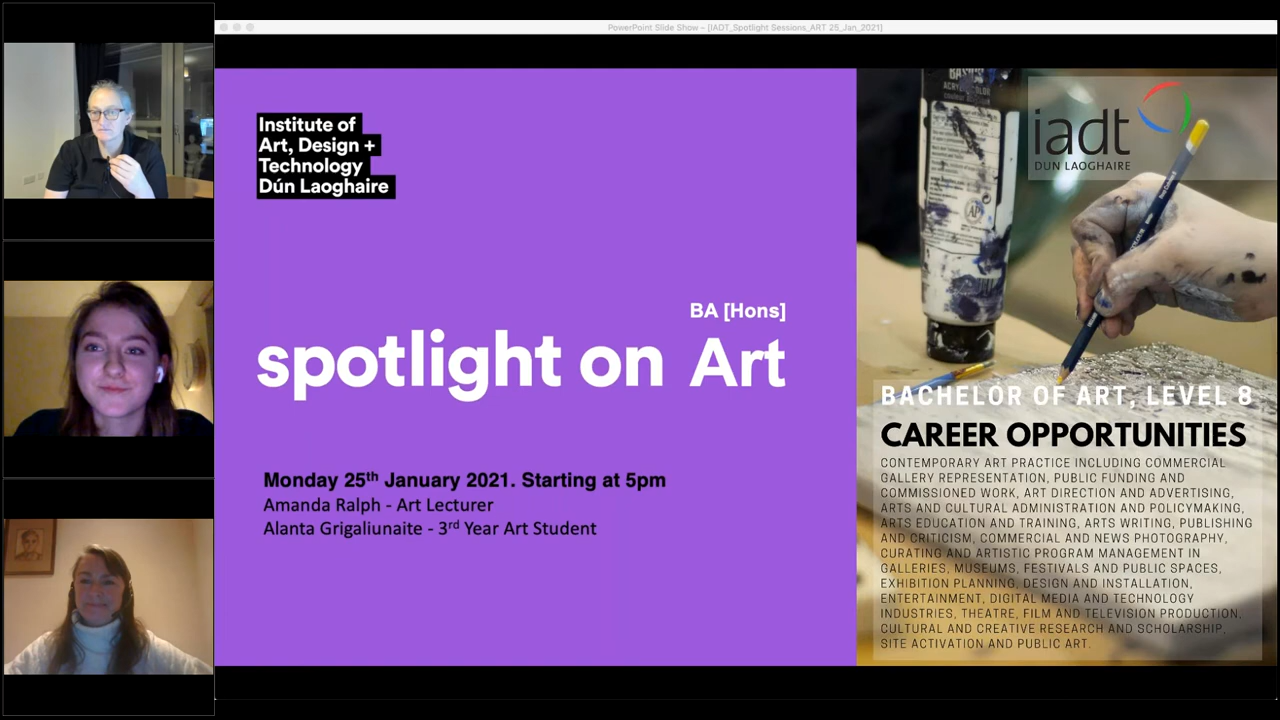 PowerPoint Slide Show - [IADT_Spotlight Sessions_ART 25_Jan_2021]
Institute of
Art, Design +
Technology
Dún Laoghaire
BA [Hons]
spotlight on Art
Monday 25th January 2021. Starting at 5pm
Amanda Ralph - Art Lecturer
Alanta Grigaliunaite - 3rd Year Art Student
BASICS
iadt
DUN LAOGHAIRE
BACHELOR OF ART, LEVEL 8
CAREER OPPORTUNITIES
CONTEMPORARY ART PRACTICE INCLUDING COMMERCIAL
GALLERY REPRESENTATION, PUBLIC FUNDING AND
COMMISSIONED WORK, ART DIRECTION AND ADVERTISING,
ARTS AND CULTURAL ADMINISTRATION AND POLICYMAKING,
ARTS EDUCATION AND TRAINING, ARTS WRITING, PUBLISHING
AND CRITICISM, COMMERCIAL AND NEWS PHOTOGRAPHY,
CURATING AND ARTISTIC PROGRAM MANAGEMENT IN
GALLERIES, MUSEUMS, FESTIVALS AND PUBLIC SPACES,
EXHIBITION PLANNING, DESIGN AND INSTALLATION,
ENTERTAINMENT, DIGITAL MEDIA AND TECHNOLOGY
INDUSTRIES, THEATRE, FILM AND TELEVISION PRODUCTION,
CULTURAL AND CREATIVE RESEARCH AND SCHOLARSHIP,
SITE ACTIVATION AND PUBLIC ART.